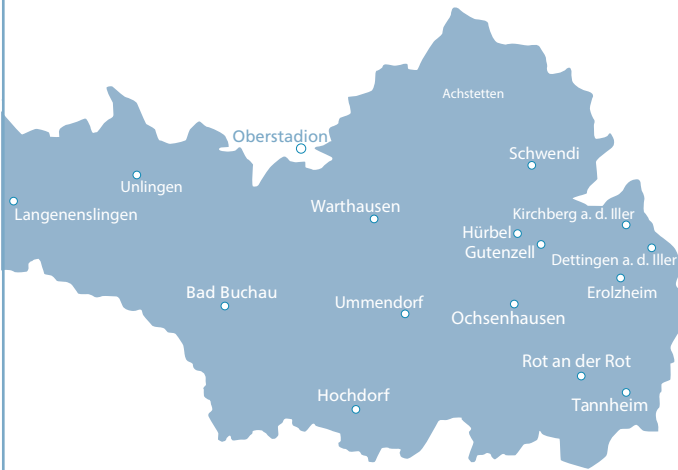 Achstetten
Oberstadion
Schwendi
Unlingen
Langenenslingen
Warthausen
Kirchberg a. d. Iller
Hürbel
Gutenzell
Dettingen a. d. Iller
Erolzheim
Bad Buchau
Ummendorf
Ochsenhausen
Rot an der Rot
Hochdorf
Tannheim